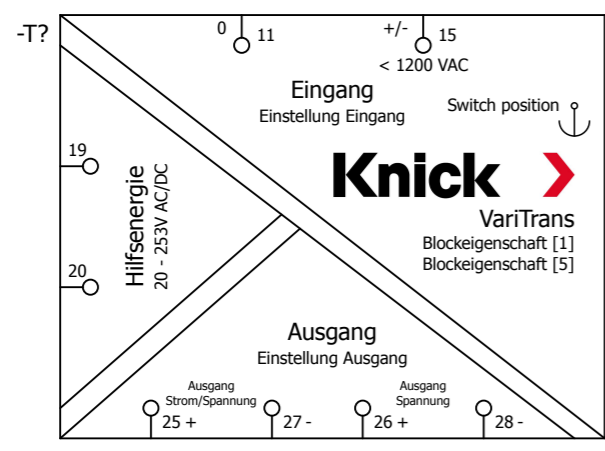 -T?
0
11
+/-
15
< 1200 VAC
Eingang
Einstellung Eingang
Switch position
Knick
VariTrans
Blockeigenschaft [1]
Blockeigenschaft [5]
19
20
Hilfsenergie
20 - 253V AC/DC
Ausgang
Einstellung Ausgang
Ausgang
Strom/Spannung
Ausgang
Spannung
25 +
27 -
26 +
28 -